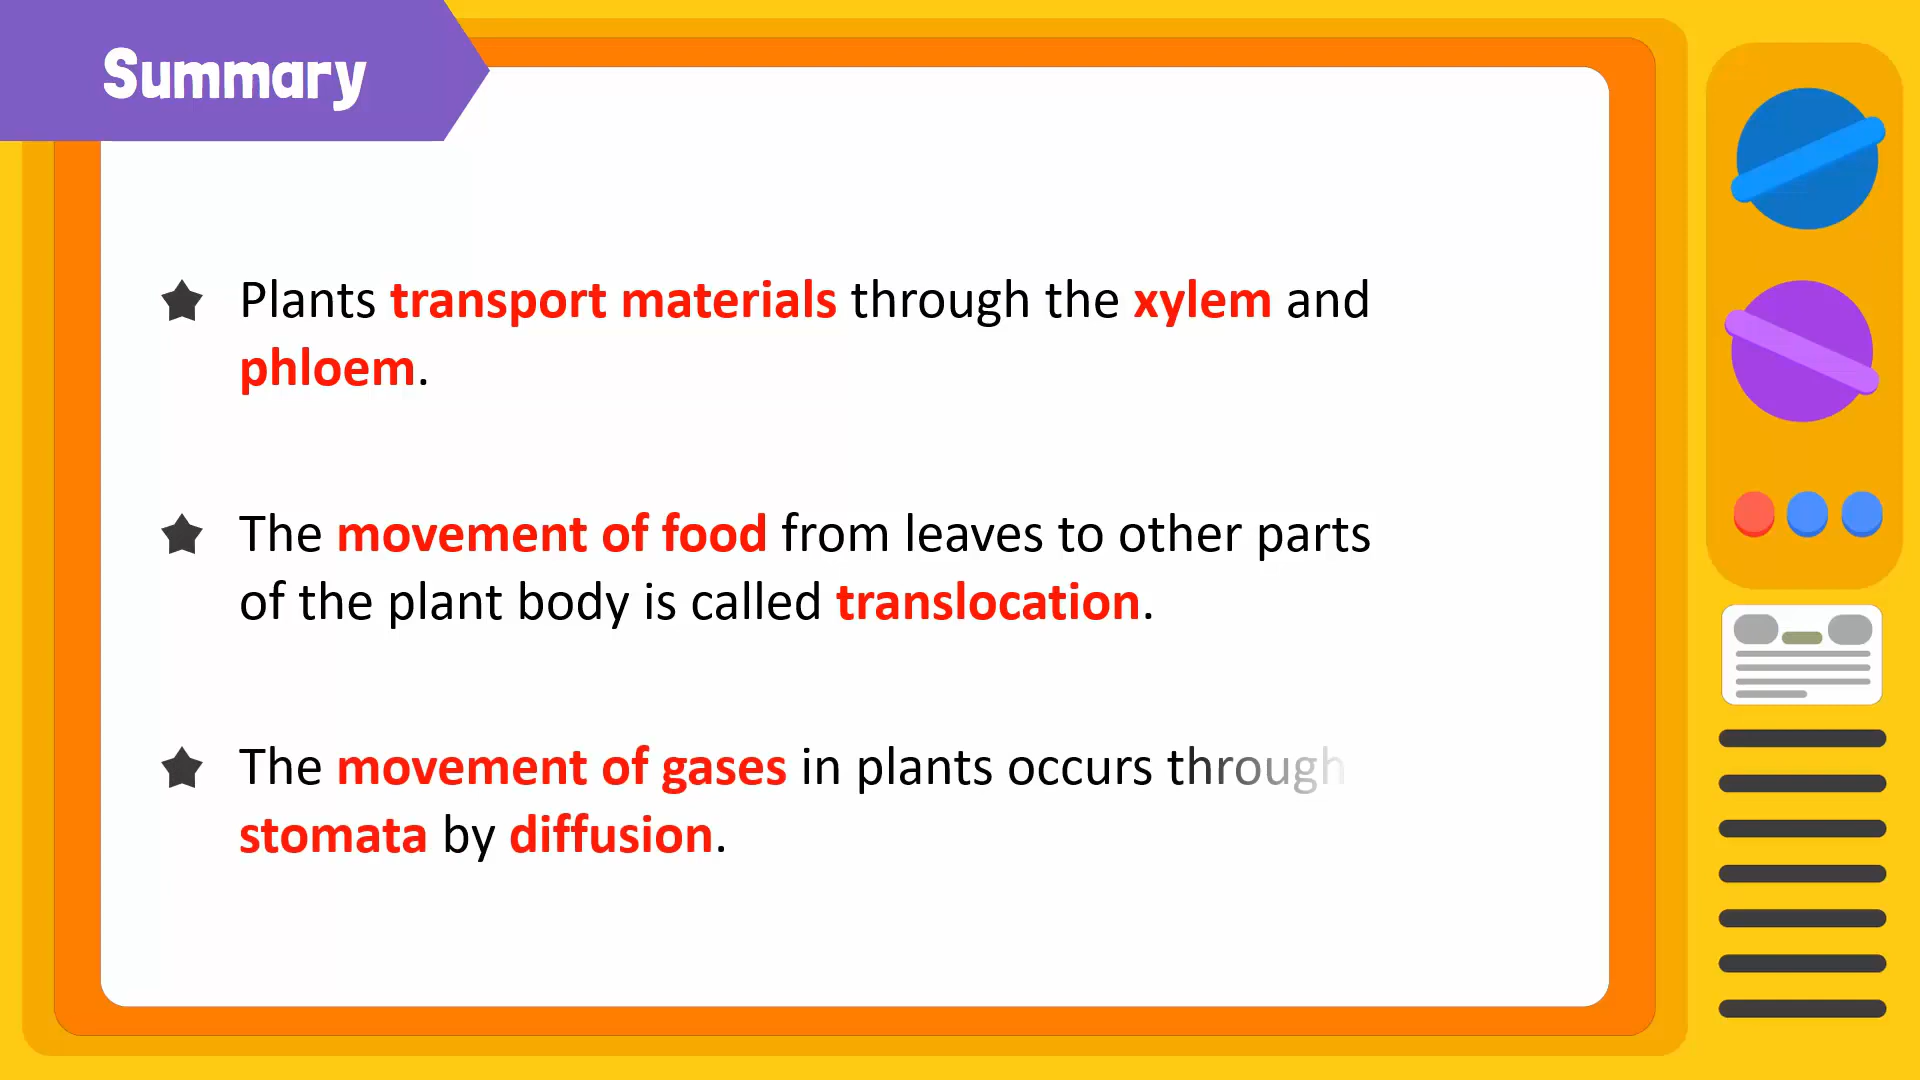 Summary
Plants transport materials through the xylem and
phloem.
The movement of food from leaves to other parts
of the plant body is called translocation.
The movement of gases in plants occurs through
stomata by diffusion.